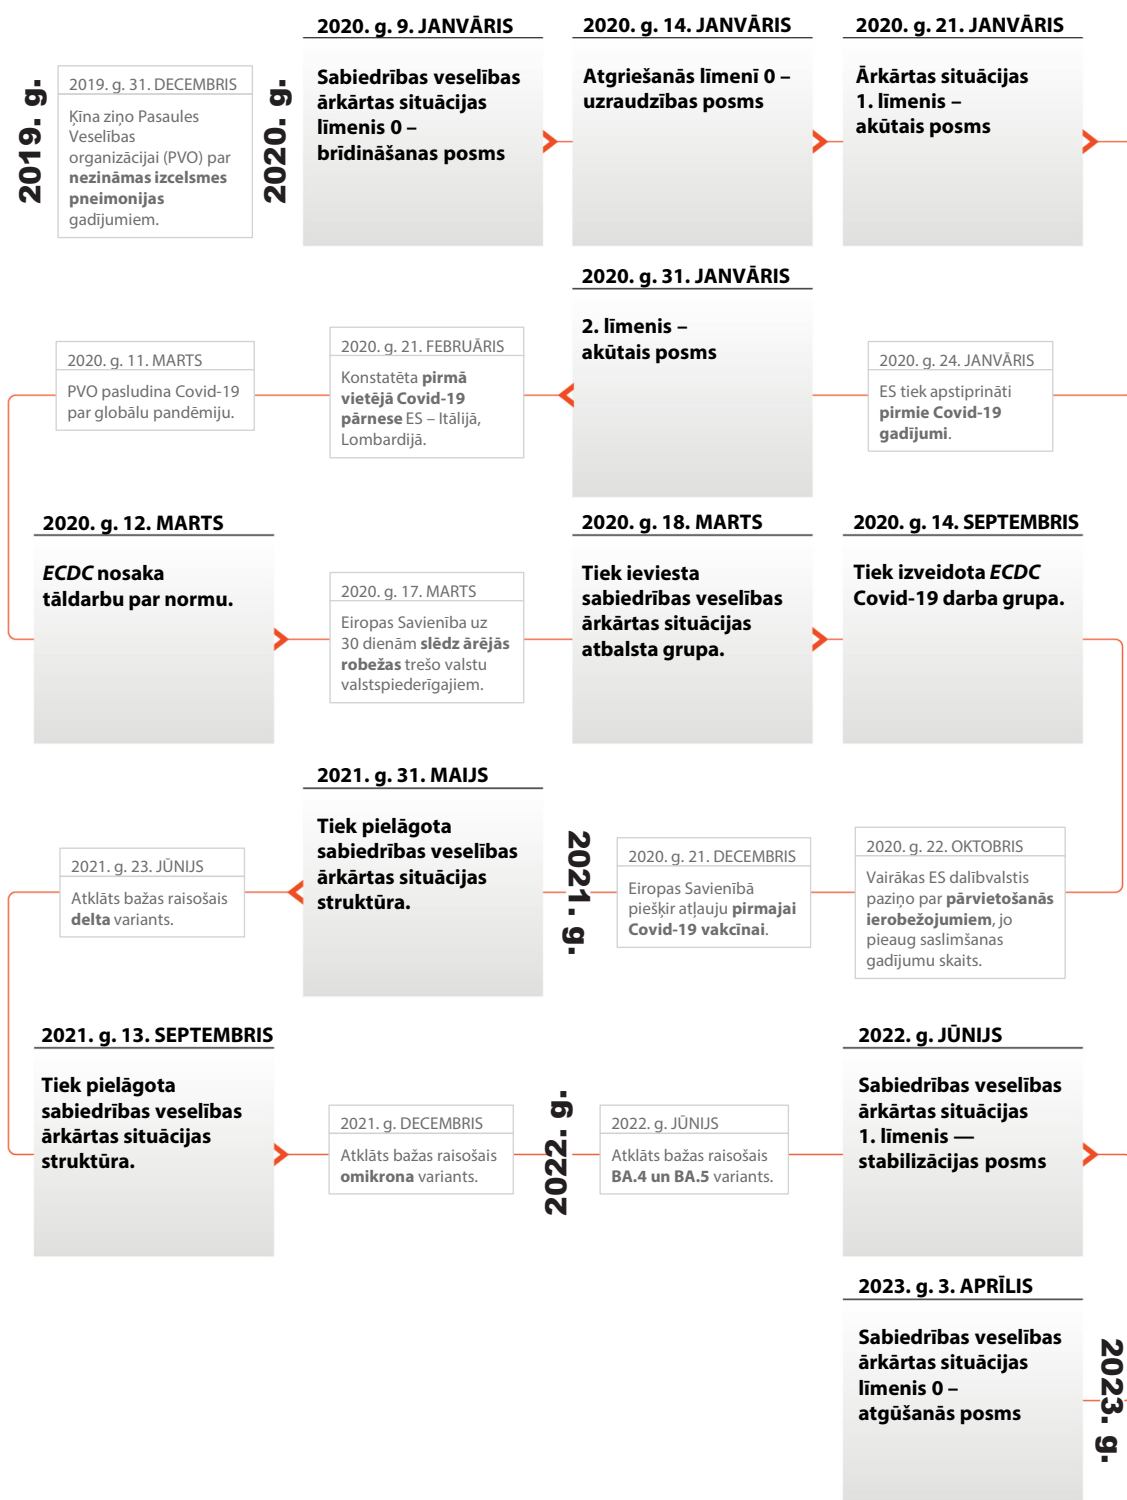 2019. g.
2019. g. 31. DECEMBRIS
Ķīna ziņo Pasaules
Veselības
organizācijai (PVO) par
nezināmas izcelsmes
pneimonijas
gadījumiem.
2020. g.
2020. g. 9. JANVĀRIS
Sabiedrības veselības
ārkārtas situācijas
līmenis 0 –
brīdināšanas posms
2020. g. 14. JANVĀRIS
Atgriešanās līmenī 0 –
uzraudzības posms
2020. g. 21. JANVĀRIS
Ārkārtas situācijas
1. līmenis –
akūtais posms
2020. g. 24. JANVĀRIS
ES tiek apstiprināti
pirmie Covid-19
gadījumi.
2020. g. 31. JANVĀRIS
2. līmenis –
akūtais posms
2020. g. 21. FEBRUĀRIS
Konstatēta pirmā
vietējā Covid-19
pārnese ES – Itālijā,
Lombardijā.
2020. g. 11. MARTS
PVO pasludina Covid-19
par globālu pandēmiju.
2020. g. 12. MARTS
ECDC nosaka
tāldarbu par normu.
2020. g. 17. MARTS
Eiropas Savienība uz
30 dienām slēdz ārējās
robežas trešo valstu
valstspiederīgajiem.
2020. g. 18. MARTS
Tiek ieviesta
sabiedrības veselības
ārkārtas situācijas
atbalsta grupa.
2020. g. 14. SEPTEMBRIS
Tiek izveidota ECDC
Covid-19 darba grupa.
2020. g. 22. OKTOBRIS
Vairākas ES dalībvalstis
paziņo par pārvietošanās
ierobežojumiem, jo
pieaug saslimšanas
gadījumu skaits.
2020. g. 21. DECEMBRIS
Eiropas Savienībā
piešķir atļauju pirmajai
Covid-19 vakcīnai.
2021. g.
2021. g. 31. MAIJS
Tiek pielāgota
sabiedrības veselības
ārkārtas situācijas
struktūra.
2021. g. 23. JŪNIJS
Atklāts bažas raisošais
delta variants.
2021. g. 13. SEPTEMBRIS
Tiek pielāgota
sabiedrības veselības
ārkārtas situācijas
struktūra.
2021. g. DECEMBRIS
Atklāts bažas raisošais
omikrona variants.
2022. g.
2022. g. JŪNIJS
Atklāts bažas raisošais
BA.4 un BA.5 variants.
2022. g. JŪNIJS
Sabiedrības veselības
ārkārtas situācijas
1. līmenis —
stabilizācijas posms
2023. g. 3. APRĪLIS
Sabiedrības veselības
ārkārtas situācijas
līmenis 0 –
atgūšanās posms
2023. g.